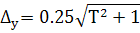 Δy = 0.25√(T² + 1)